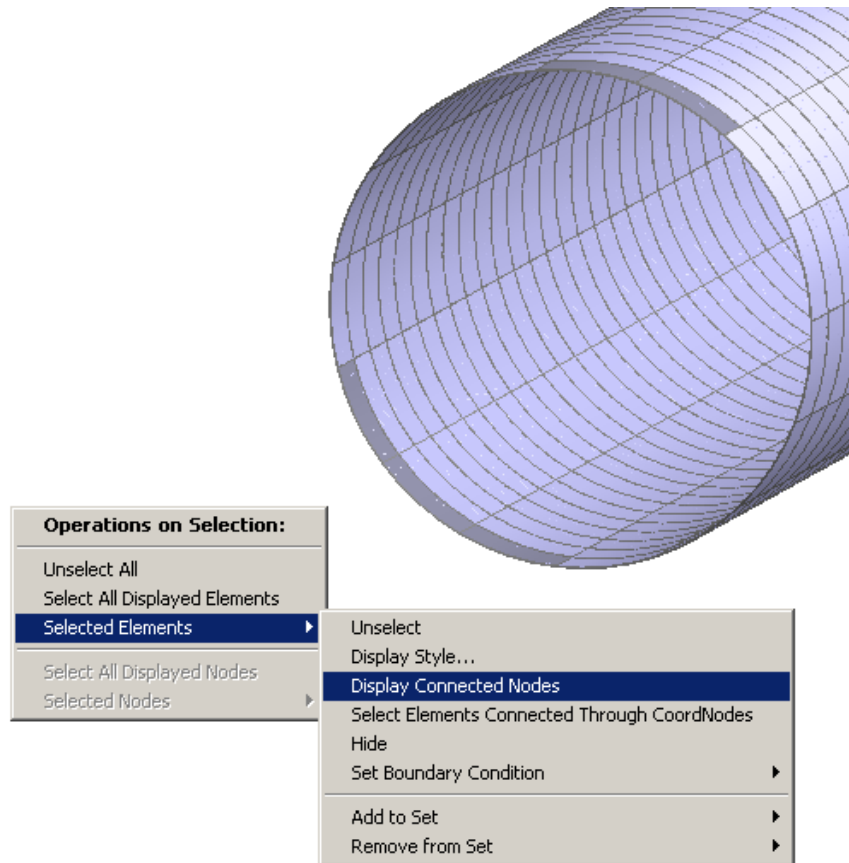 Operations on Selection:
Unselect All
Select All Displayed Elements
Selected Elements
Select All Displayed Nodes
Selected Nodes
Unselect
Display Style...
Display Connected Nodes
Select Elements Connected Through CoordNodes
Hide
Set Boundary Condition
Add to Set
Remove from Set